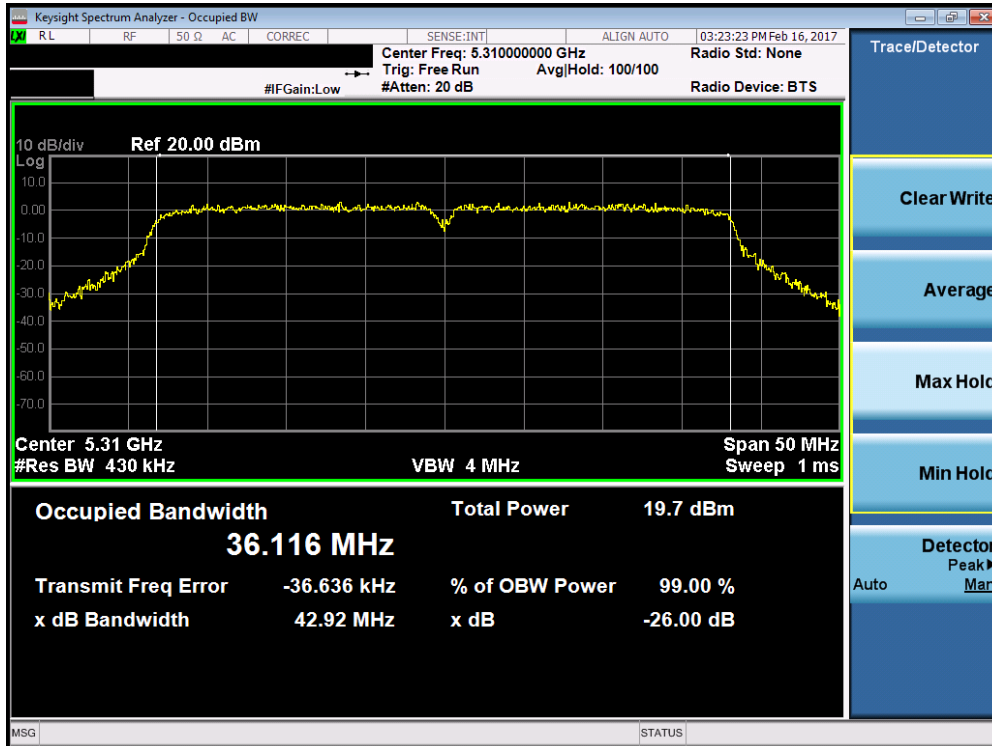 Keysight Spectrum Analyzer - Occupied BW
LXI RL RF 50 Ω AC CORREC SENSE:INT ALIGN AUTO 03:23:23 PM Feb 16, 2017
Center Freq: 5.310000000 GHz Radio Std: None
Trig: Free Run Avg|Hold: 100/100
#IFGain:Low #Atten: 20 dB Radio Device: BTS
Trace/Detector
10 dB/div Ref 20.00 dBm
Log
10.0
0.00
-10.0
-20.0
-30.0
-40.0
-50.0
-60.0
-70.0
Center 5.31 GHz Span 50 MHz
#Res BW 430 kHz VBW 4 MHz Sweep 1 ms
Occupied Bandwidth Total Power 19.7 dBm
36.116 MHz
Transmit Freq Error -36.636 kHz % of OBW Power 99.00 %
x dB Bandwidth 42.92 MHz x dB -26.00 dB
Clear Write
Average
Max Hold
Min Hold
Detector
Peak
Auto Man
MSG STATUS